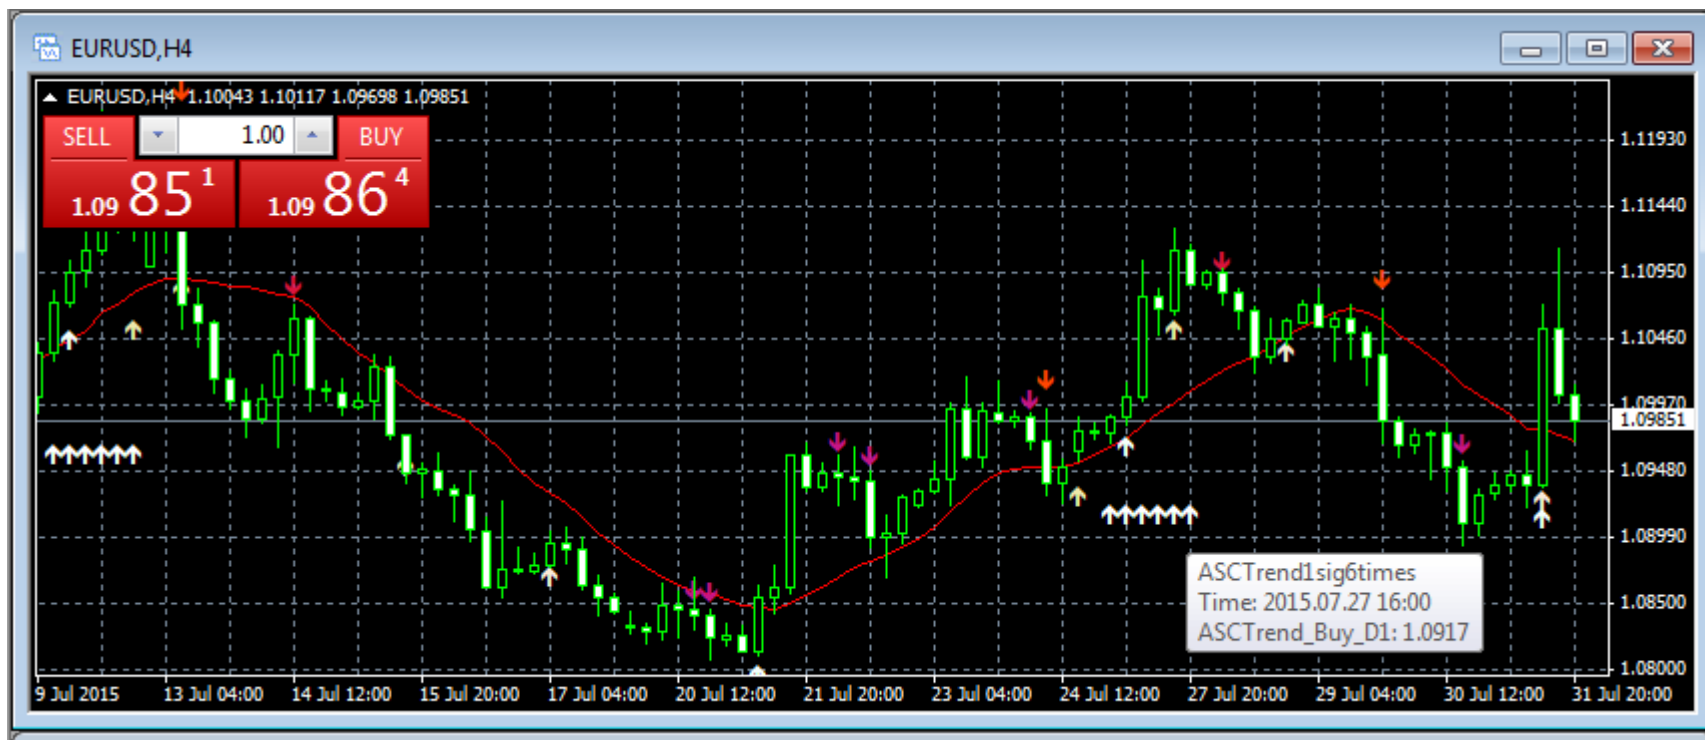 EURUSD,H4
EURUSD,H4 1.10043 1.10117 1.09698 1.09851
SELL 1.00 BUY
1.09 85 1 1.09 86 4
1.11930
1.11440
1.10950
1.10460
1.09970
1.09851
1.09480
1.08990
1.08500
1.08000
ASCTrend1sig6times
Time: 2015.07.27 16:00
ASCTrend_Buy_D1: 1.0917
9 Jul 2015 13 Jul 04:00 14 Jul 12:00 15 Jul 20:00 17 Jul 04:00 20 Jul 12:00 21 Jul 20:00 23 Jul 04:00 24 Jul 12:00 27 Jul 20:00 29 Jul 04:00 30 Jul 12:00 31 Jul 20:00